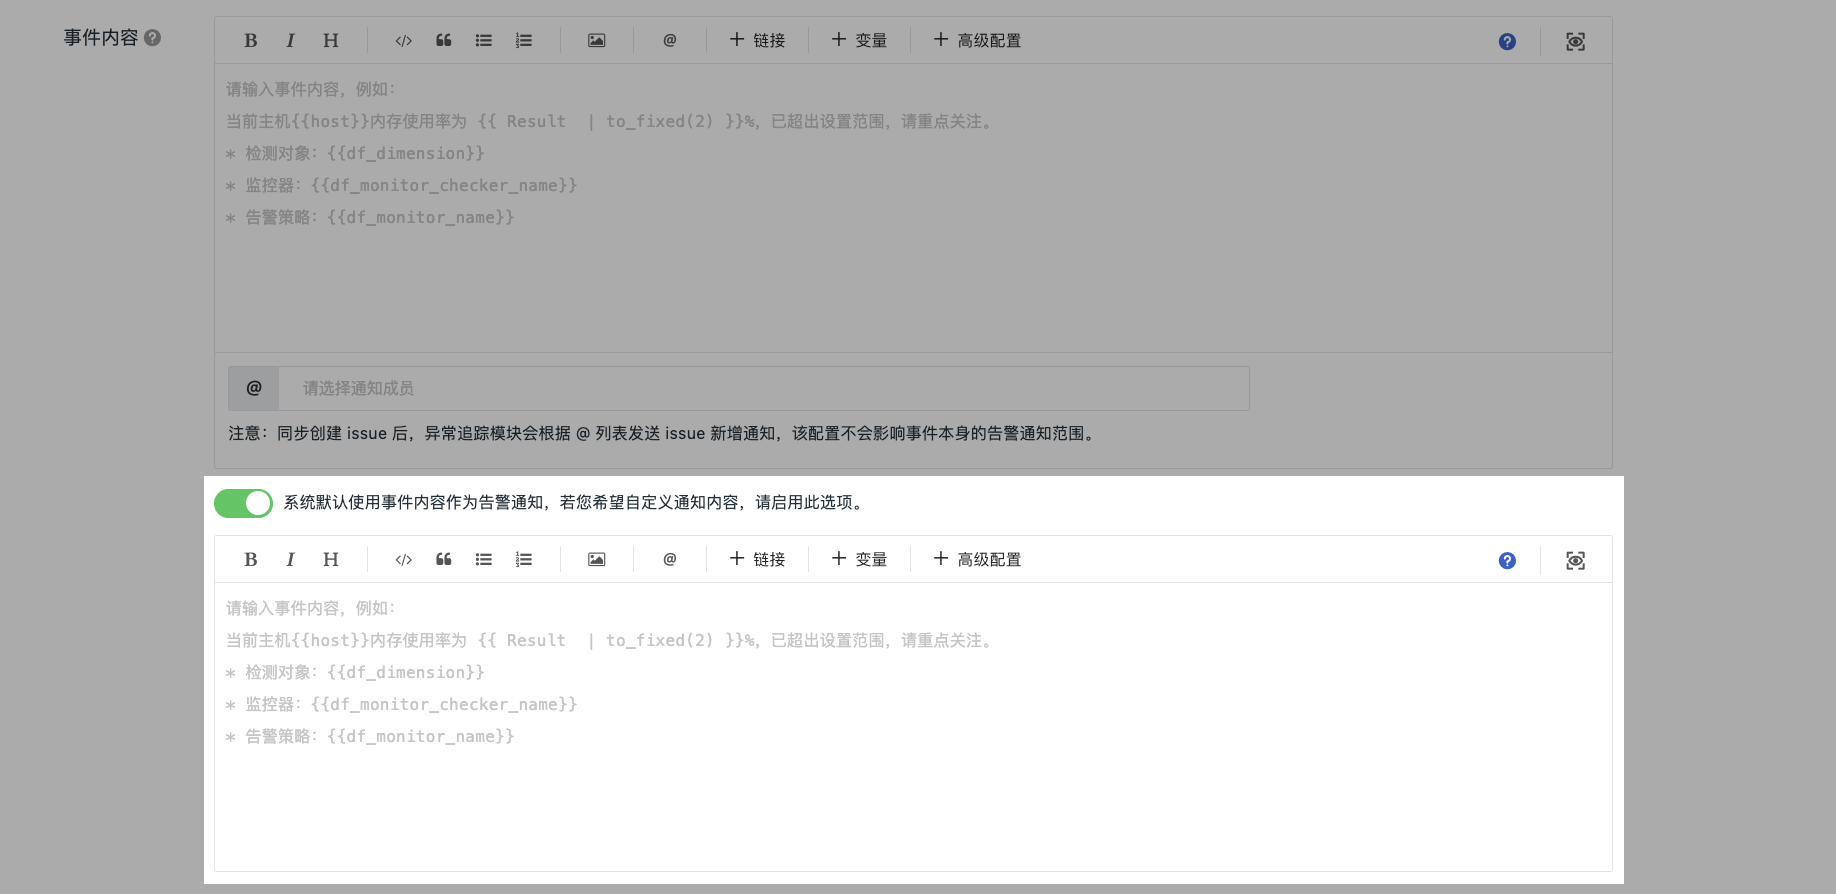 事件内容 ?
B I H </> “ @ + 链接 + 变量 + 高级配置 ?
请输入事件内容，例如：
当前主机{{host}}内存使用率为 {{ Result  | to_fixed(2) }}%，已超出设置范围，请重点关注。
* 检测对象：{{df_dimension}}
* 监控器：{{df_monitor_checker_name}}
* 告警策略：{{df_monitor_name}}
@ 请选择通知成员
注意：同步创建 issue 后，异常追踪模块会根据 @ 列表发送 issue 新增通知，该配置不会影响事件本身的告警通知范围。
系统默认使用事件内容作为告警通知，若您希望自定义通知内容，请启用此选项。
B I H </> “ @ + 链接 + 变量 + 高级配置 ?
请输入事件内容，例如：
当前主机{{host}}内存使用率为 {{ Result  | to_fixed(2) }}%，已超出设置范围，请重点关注。
* 检测对象：{{df_dimension}}
* 监控器：{{df_monitor_checker_name}}
* 告警策略：{{df_monitor_name}}